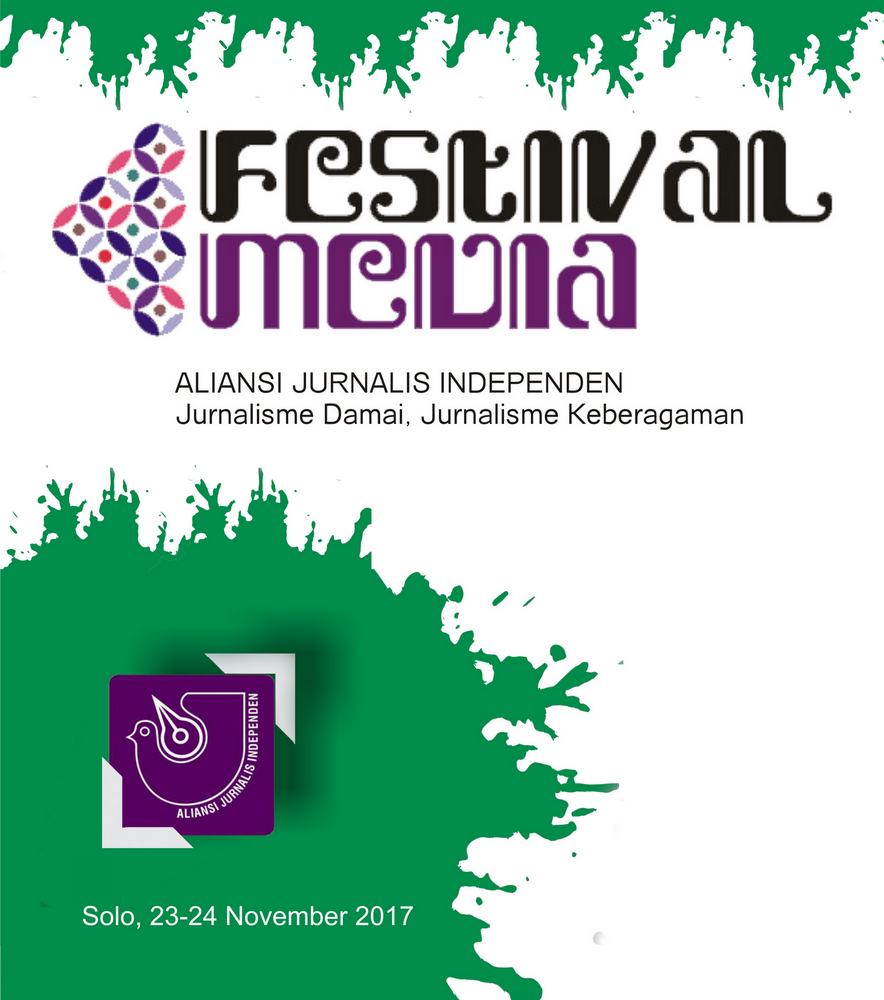 FESTIVAL
MEDIA
ALIANSI JURNALIS INDEPENDEN
Jurnalisme Damai, Jurnalisme Keberagaman
ALIANSI JURNALIS INDEPENDEN
Solo, 23-24 November 2017